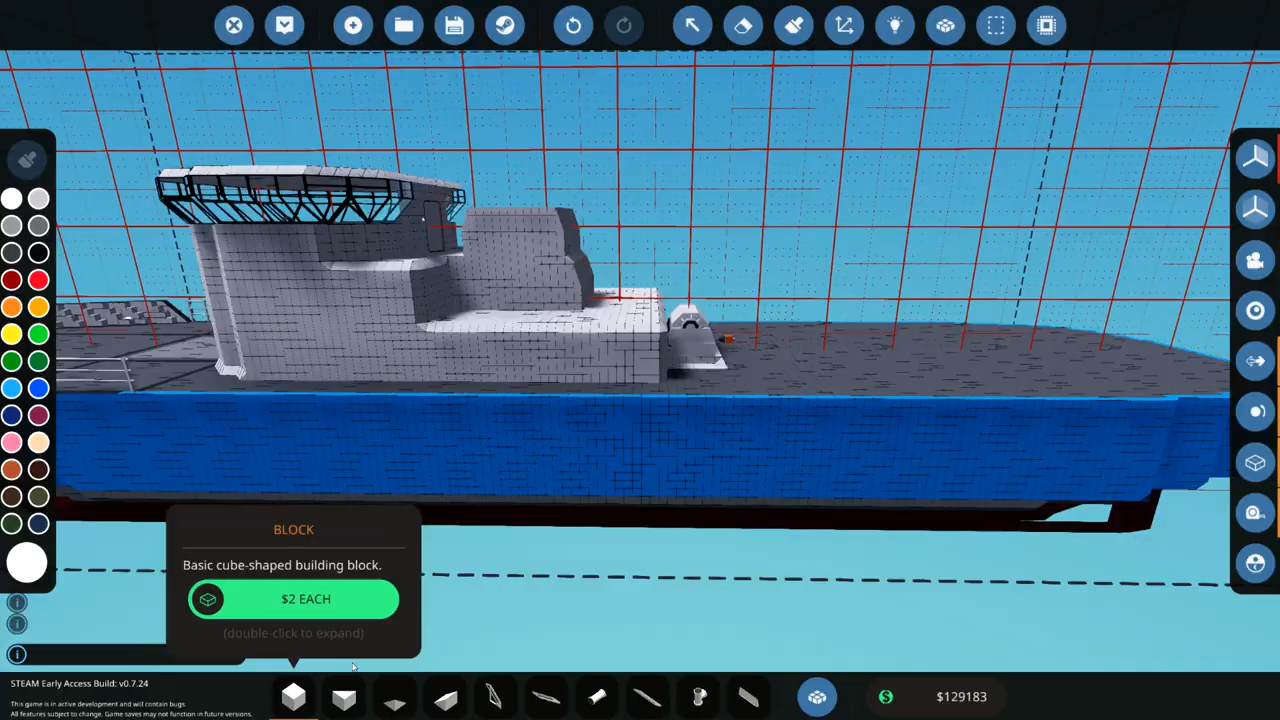 BLOCK
Basic cube-shaped building block.
$2 EACH
(double-click to expand)
STEAM Early Access Build: v0.7.24
This game is in active development and will contain bugs.
All features subject to change. Game saves may not function in future versions.
$129183